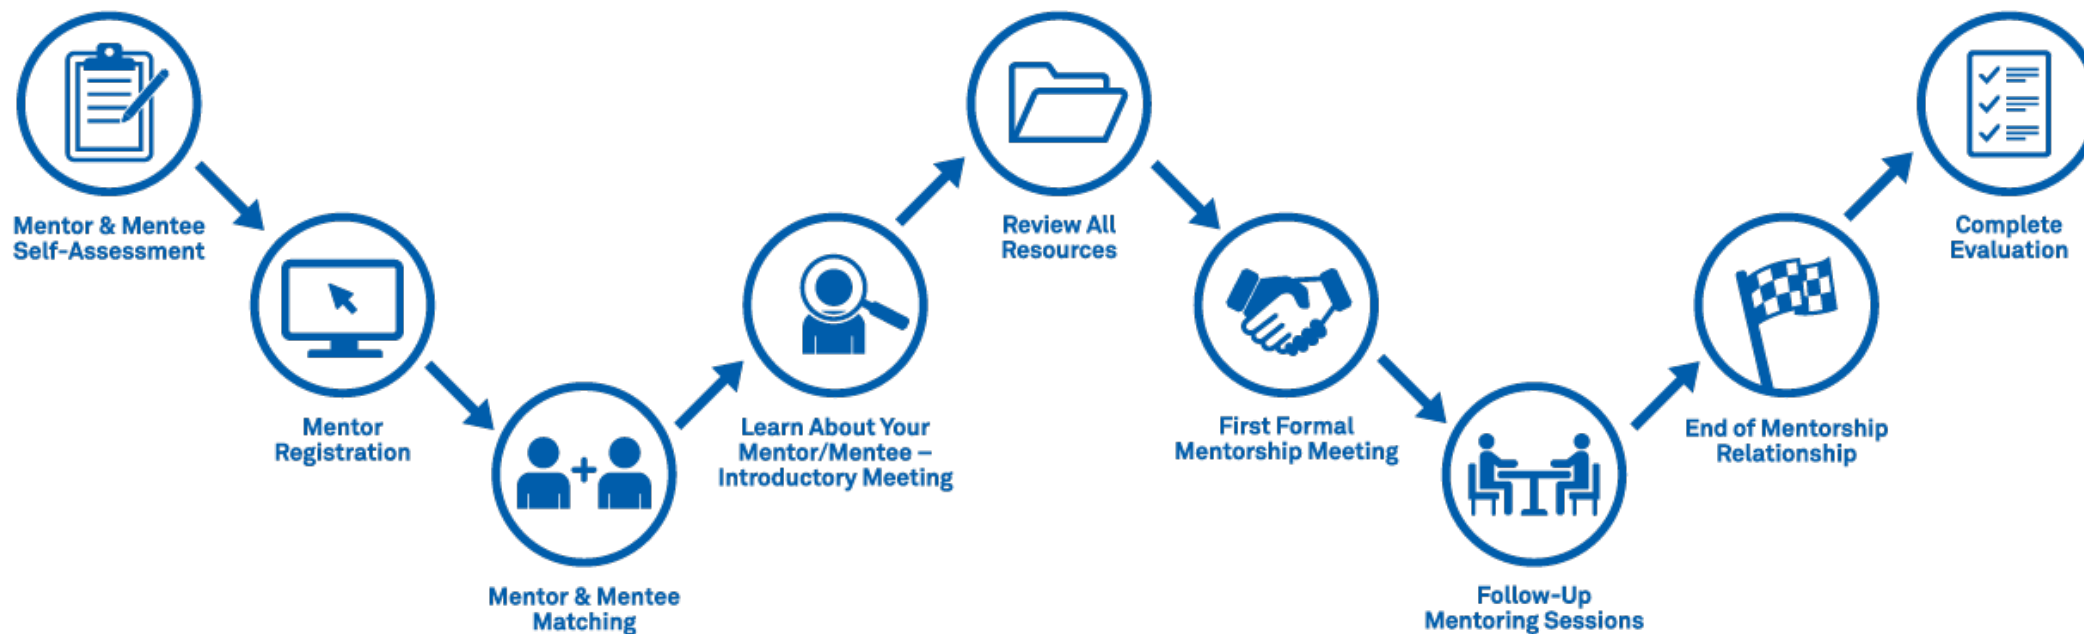 Mentor & Mentee
Self-Assessment
Mentor
Registration
Mentor & Mentee
Matching
Learn About Your
Mentor/Mentee –
Introductory Meeting
Review All
Resources
First Formal
Mentorship Meeting
Follow-Up
Mentoring Sessions
End of Mentorship
Relationship
Complete
Evaluation